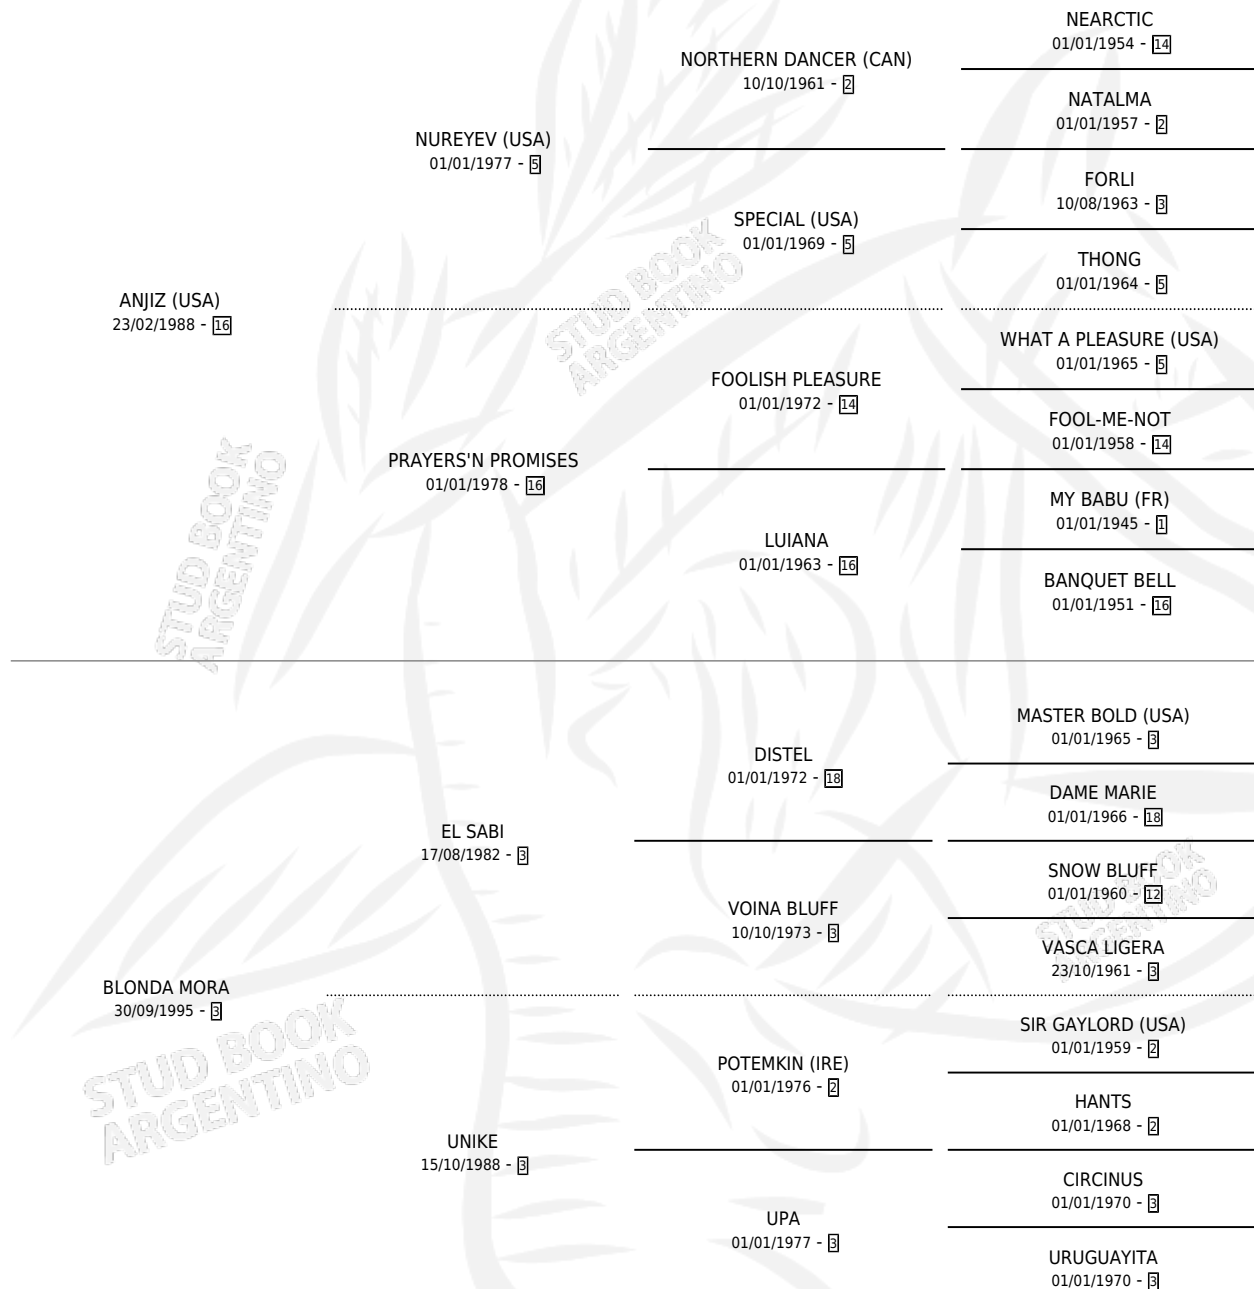 NEARCTIC
01/01/1954 - 14
NORTHERN DANCER (CAN)
10/10/1961 - 2
NATALMA
01/01/1957 - 2
NUREYEV (USA)
01/01/1977 - 5
FORLI
10/08/1963 - 3
SPECIAL (USA)
01/01/1969 - 5
THONG
01/01/1964 - 5
ANJIZ (USA)
23/02/1988 - 16
WHAT A PLEASURE (USA)
01/01/1965 - 5
FOOLISH PLEASURE
01/01/1972 - 14
FOOL-ME-NOT
01/01/1958 - 14
PRAYERS'N PROMISES
01/01/1978 - 16
MY BABU (FR)
01/01/1945 - 1
LUIANA
01/01/1963 - 16
BANQUET BELL
01/01/1951 - 16
MASTER BOLD (USA)
01/01/1965 - 3
DISTEL
01/01/1972 - 18
DAME MARIE
01/01/1966 - 18
EL SABI
17/08/1982 - 3
SNOW BLUFF
01/01/1960 - 12
VOINA BLUFF
10/10/1973 - 3
VASCA LIGERA
23/10/1961 - 3
BLONDA MORA
30/09/1995 - 3
SIR GAYLORD (USA)
01/01/1959 - 2
POTEMKIN (IRE)
01/01/1976 - 2
HANTS
01/01/1968 - 2
UNIKE
15/10/1988 - 3
CIRCINUS
01/01/1970 - 3
UPA
01/01/1977 - 3
URUGUAYITA
01/01/1970 - 3
STUD BOOK
ARGENTINO
STUD BOOK
ARGENTINO
STUD BOOK
ARGENTINO
STUD BOOK
ARGENTINO